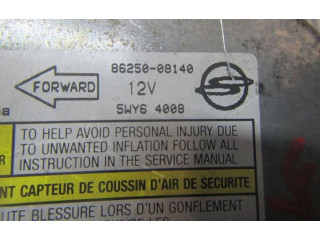 86250-08140
FORWARD
12V
5WY6 4008
TO HELP AVOID PERSONAL INJURY DUE
TO UNWANTED INFLATION FOLLOW ALL
INSTRUCTION IN THE SERVICE MANUAL
CAPTEUR DE COUSSIN D'AIR DE SECURITE
BLESSURE LORS D'UN GONFLEMENT